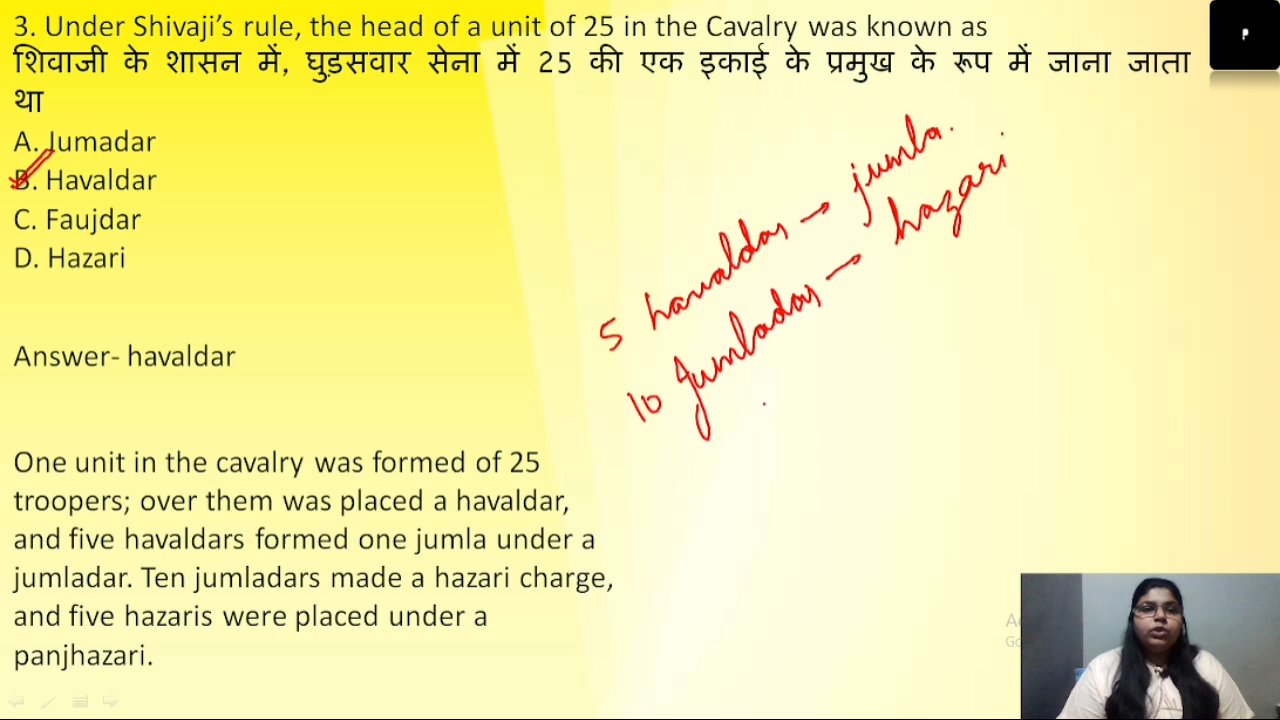 3. Under Shivaji’s rule, the head of a unit of 25 in the Cavalry was known as
शिवाजी के शासन में, घुड़सवार सेना में 25 की एक इकाई के प्रमुख के रूप में जाना जाता
था
A. Jumadar
B. Havaldar
C. Faujdar
D. Hazari
5 havaldar → jumla.
10 Jumladar → hazari
Answer- havaldar
One unit in the cavalry was formed of 25
troopers; over them was placed a havaldar,
and five havaldars formed one jumla under a
jumladar. Ten jumladars made a hazari charge,
and five hazaris were placed under a
panjhazari.